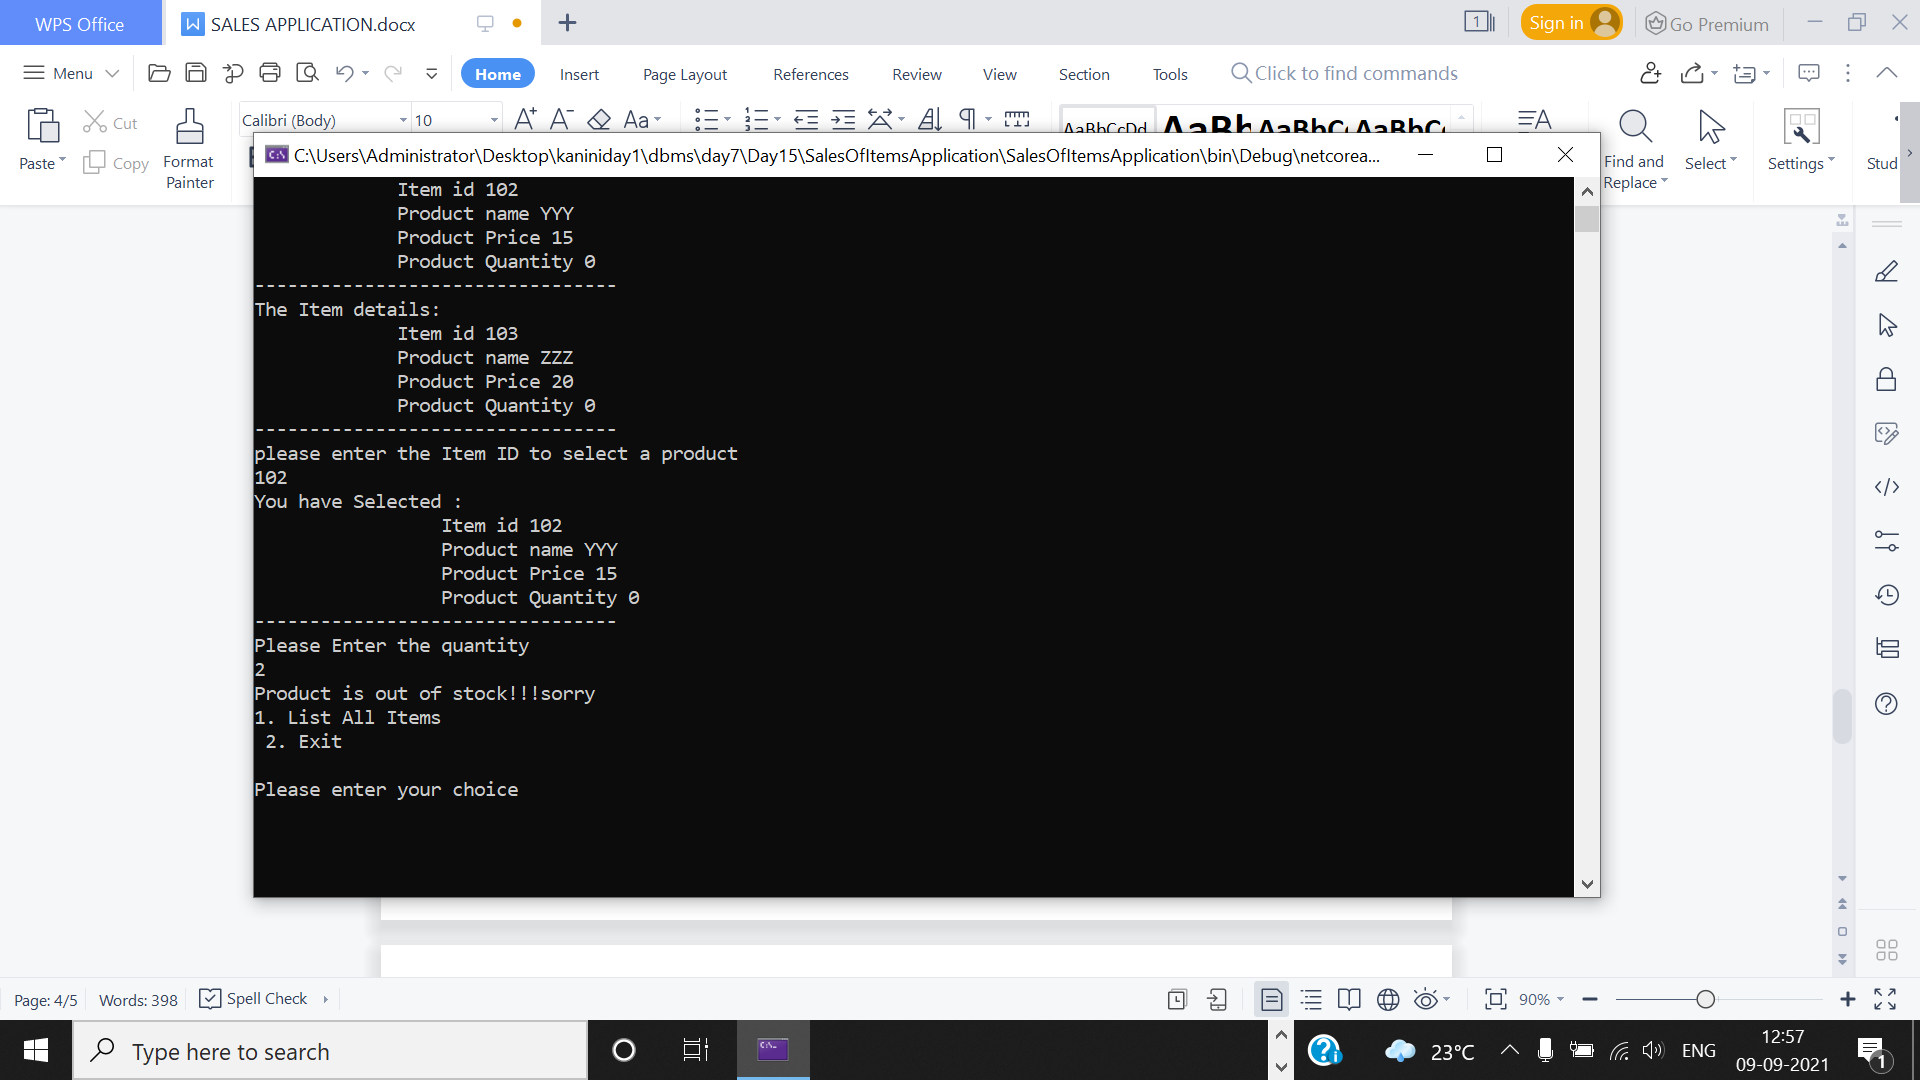 WPS Office
SALES APPLICATION.docx
1
Sign in
Go Premium
Menu
Home
Insert
Page Layout
References
Review
View
Section
Tools
Click to find commands
Paste
Cut
Copy
Format
Painter
Calibri (Body)
10
Aa
AaBbCcDd
AaBb
AaBbC
AaBbC
Find and
Replace
Select
Settings
Stud
C:\Users\Administrator\Desktop\kaniniday1\dbms\day7\Day15\SalesOfItemsApplication\SalesOfItemsApplication\bin\Debug\netcorea...
Item id 102
Product name YYY
Product Price 15
Product Quantity 0
---------------------------------
The Item details:
Item id 103
Product name ZZZ
Product Price 20
Product Quantity 0
---------------------------------
please enter the Item ID to select a product
102
You have Selected :
Item id 102
Product name YYY
Product Price 15
Product Quantity 0
---------------------------------
Please Enter the quantity
2
Product is out of stock!!!sorry
1. List All Items
2. Exit
Please enter your choice
Page: 4/5
Words: 398
Spell Check
90%
Type here to search
23°C
ENG
12:57
09-09-2021
1